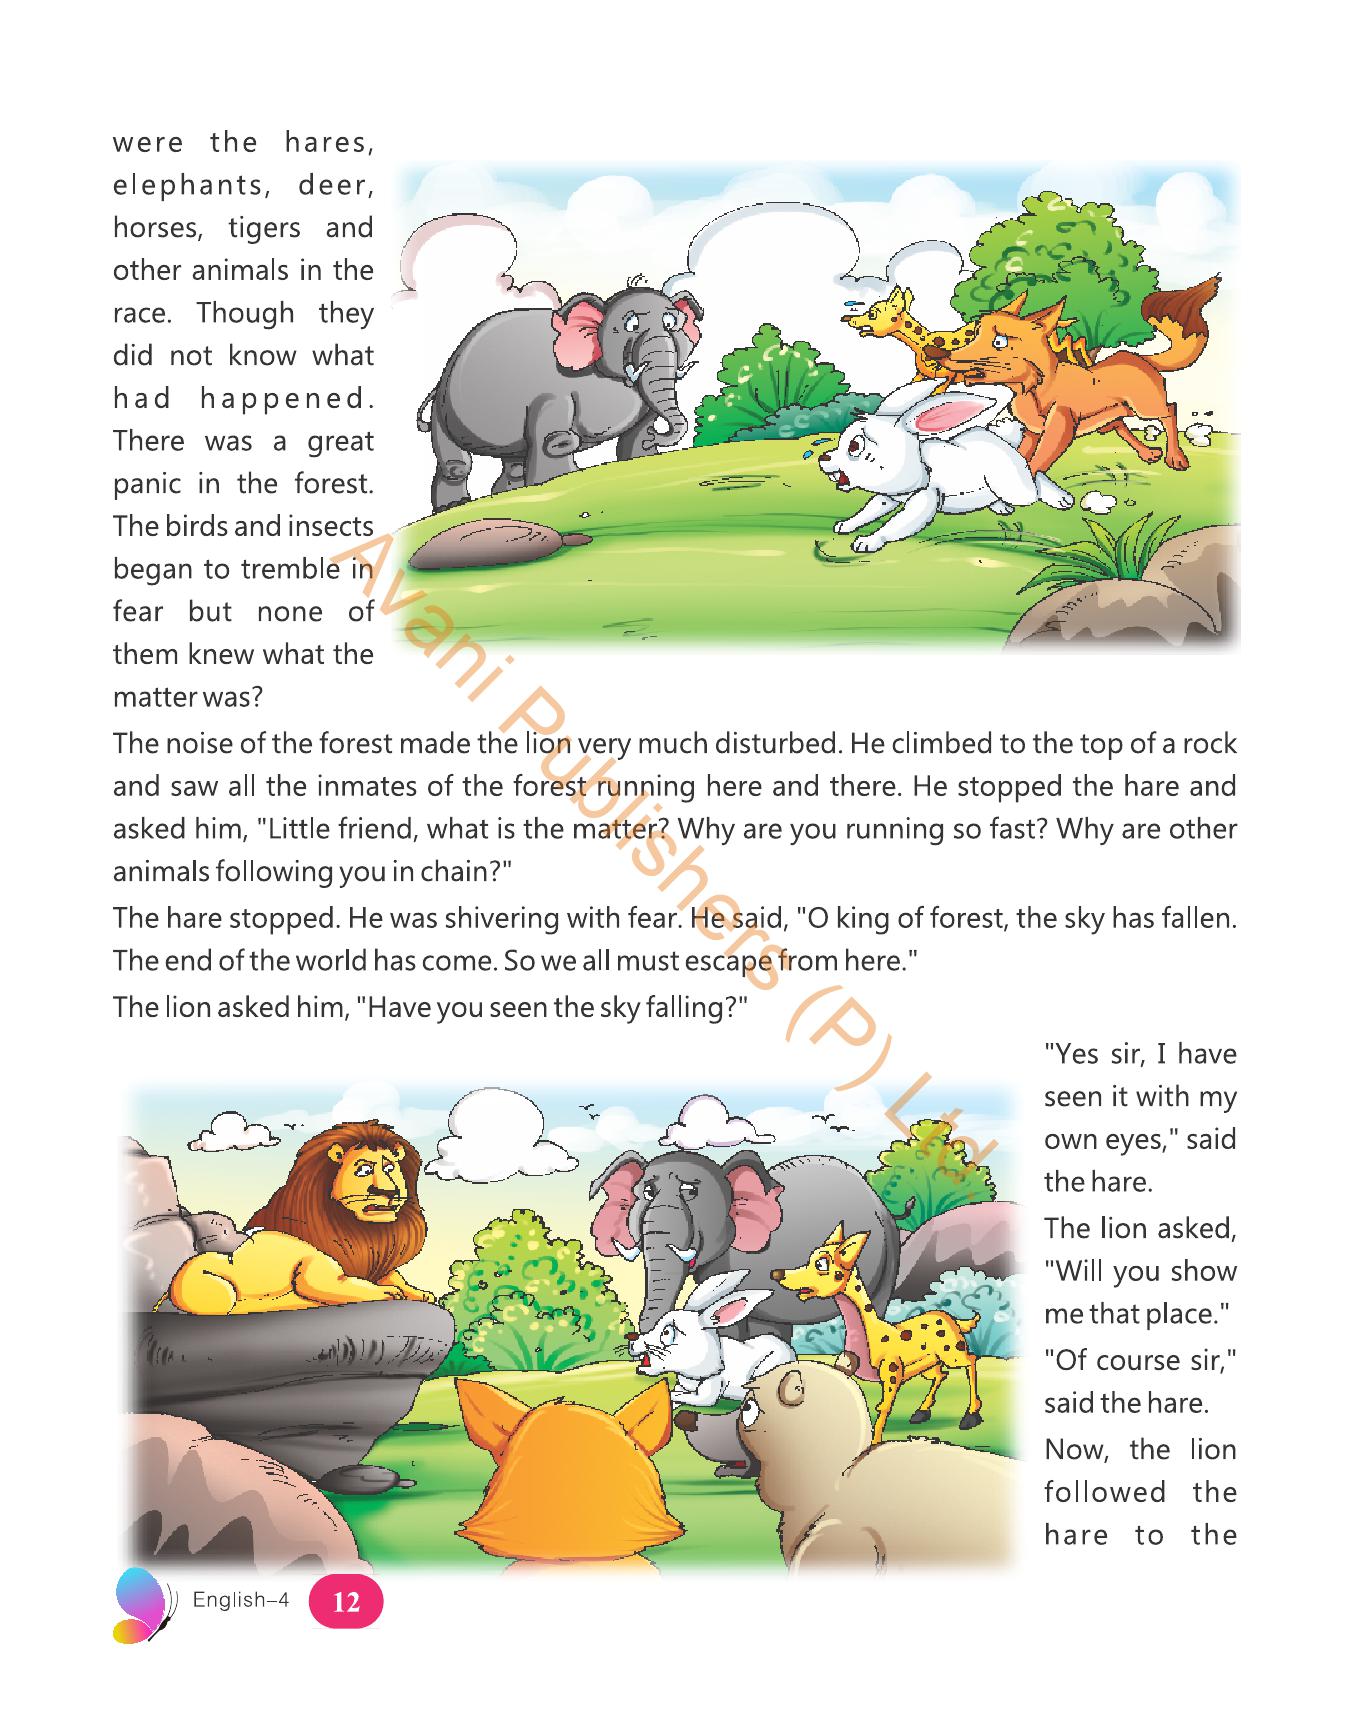 were the hares,
elephants, deer,
horses, tigers and
other animals in the
race. Though they
did not know what
had happened.
There was a great
panic in the forest.
The birds and insects
began to tremble in
fear but none of
them knew what the
matter was?
The noise of the forest made the lion very much disturbed. He climbed to the top of a rock
and saw all the inmates of the forest running here and there. He stopped the hare and
asked him, "Little friend, what is the matter? Why are you running so fast? Why are other
animals following you in chain?"
The hare stopped. He was shivering with fear. He said, "O king of forest, the sky has fallen.
The end of the world has come. So we all must escape from here."
The lion asked him, "Have you seen the sky falling?"
"Yes sir, I have
seen it with my
own eyes," said
the hare.
The lion asked,
"Will you show
me that place."
"Of course sir,"
said the hare.
Now, the lion
followed the
hare to the
Avani Publishers (P) Ltd.
English–4
12